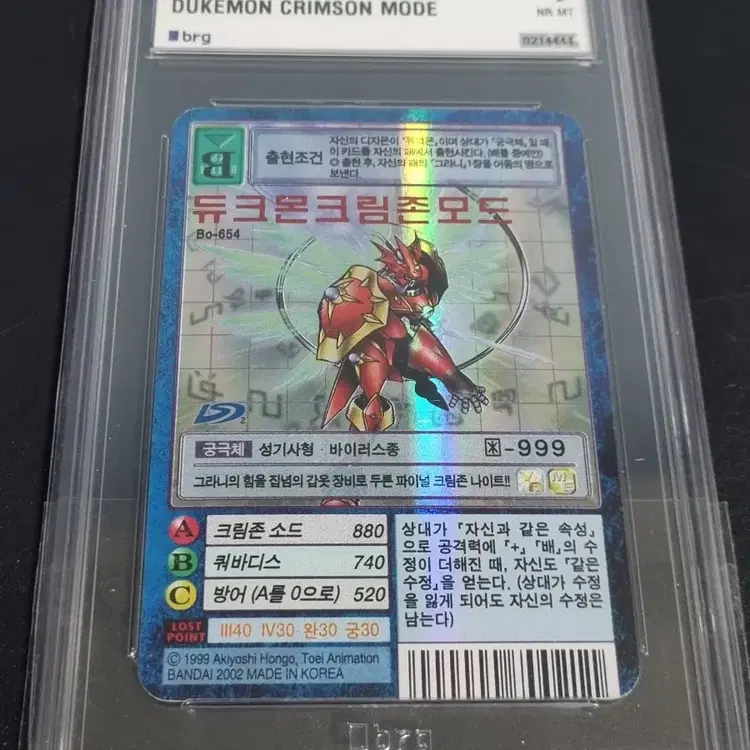 DUKEMON CRIMSON MODE
NR MT
brg
0214444
출현조건
자신의 디지몬이 「듀크몬」이며 상대가 「궁극체」일 때,
이 카드를 자신의 패에서 출현시킨다. (배틀 중에만)
◎ 출현 후, 자신의 패의 「그라니」 1장을 어둠의 땅으로
보낸다.
B
듀크몬크림존모드
Bo-654
궁극체 성기사형 · 바이러스종
-999
그라니의 힘을 집념의 갑옷 장비로 두른 파이널 크림존 나이트!!
A 크림존 소드 880
B 쿼바디스 740
C 방어 (A를 0으로) 520
LOST
POINT
III40 IV30 완30 궁30
상대가 「자신과 같은 속성」
으로 공격력에 「+」 「배」의 수
정이 더해진 때, 자신도 「같은
수정」을 얻는다. (상대가 수정
을 잃게 되어도 자신의 수정은
남는다)
© 1999 Akiyoshi Hongo, Toei Animation
BANDAI 2002 MADE IN KOREA
brg